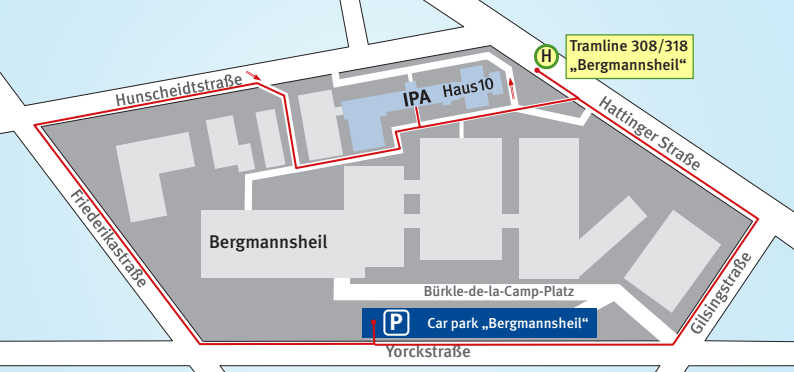 H
Tramline 308/318
„Bergmannsheil“
Hunscheidtstraße
IPA
Haus10
Hattinger Straße
Friederikastraße
Bergmannsheil
Gilsingstraße
Bürkle-de-la-Camp-Platz
P
Car park „Bergmannsheil“
Yorckstraße